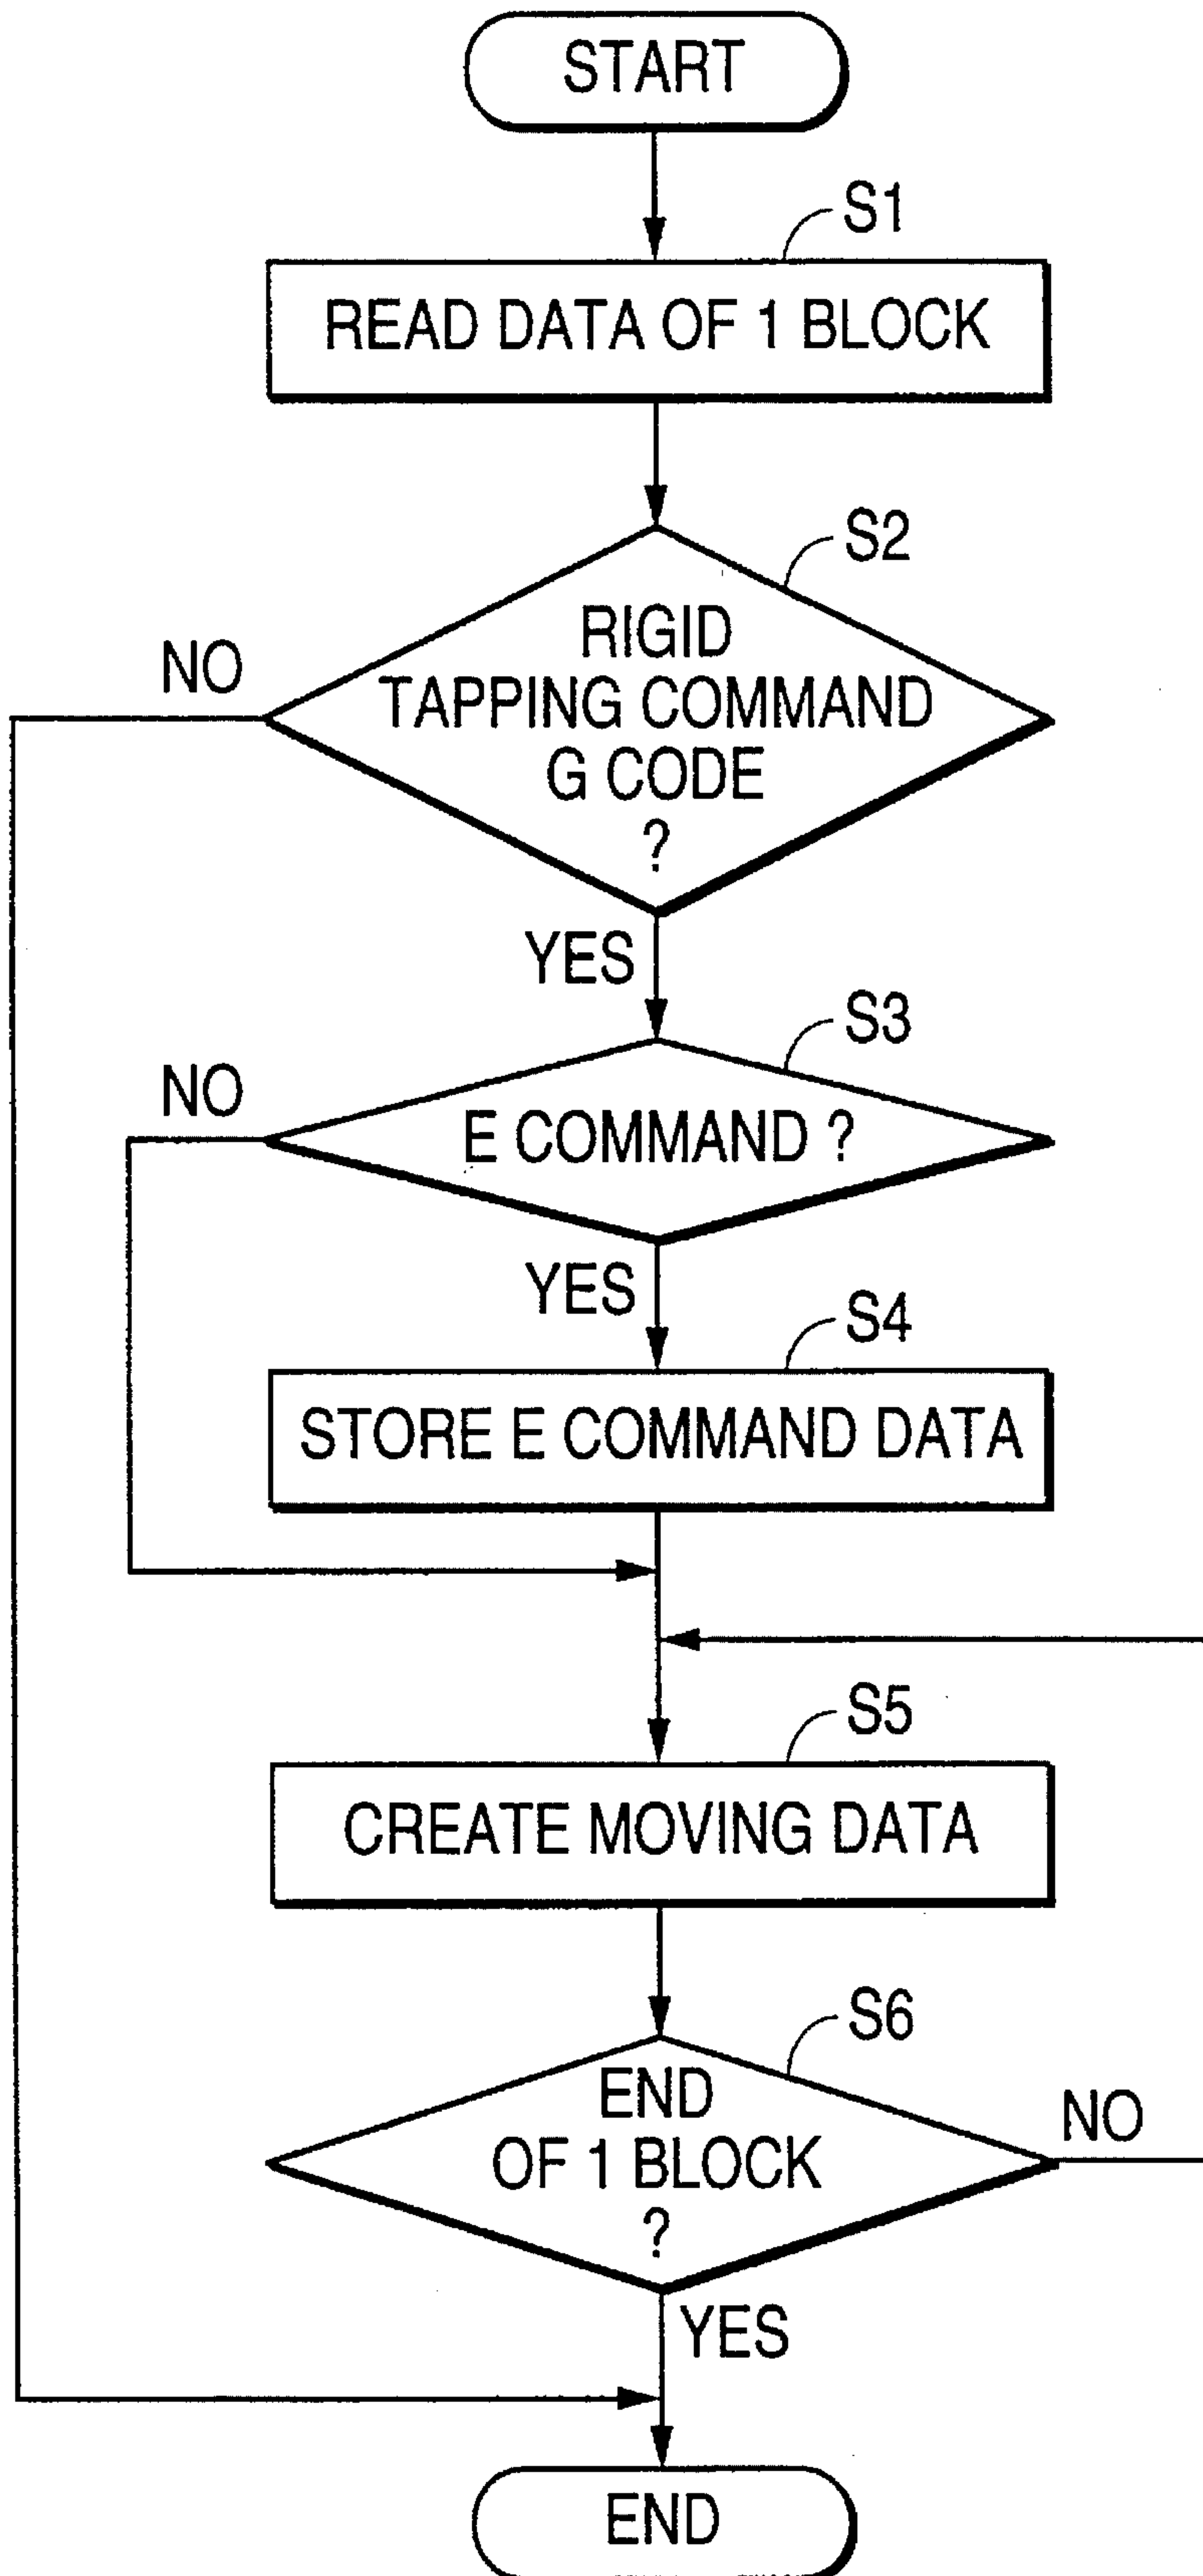 START
S1
READ DATA OF 1 BLOCK
S2
RIGID
TAPPING COMMAND
G CODE
?
NO
YES
S3
E COMMAND ?
NO
YES
S4
STORE E COMMAND DATA
S5
CREATE MOVING DATA
S6
END
OF 1 BLOCK
?
NO
YES
END